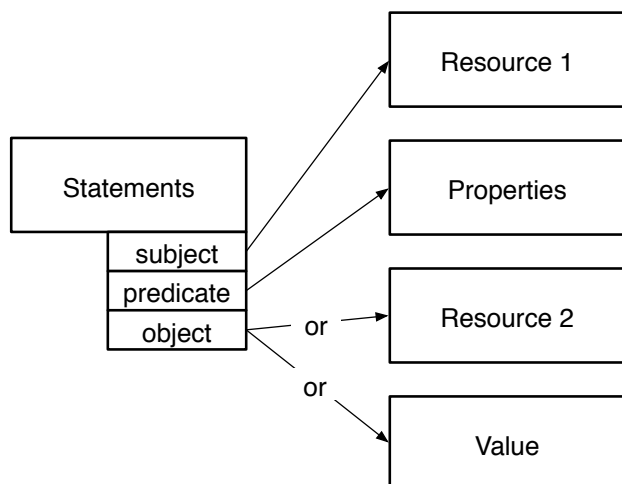 Resource 1
Statements
Properties
subject
predicate
object
or
Resource 2
or
Value